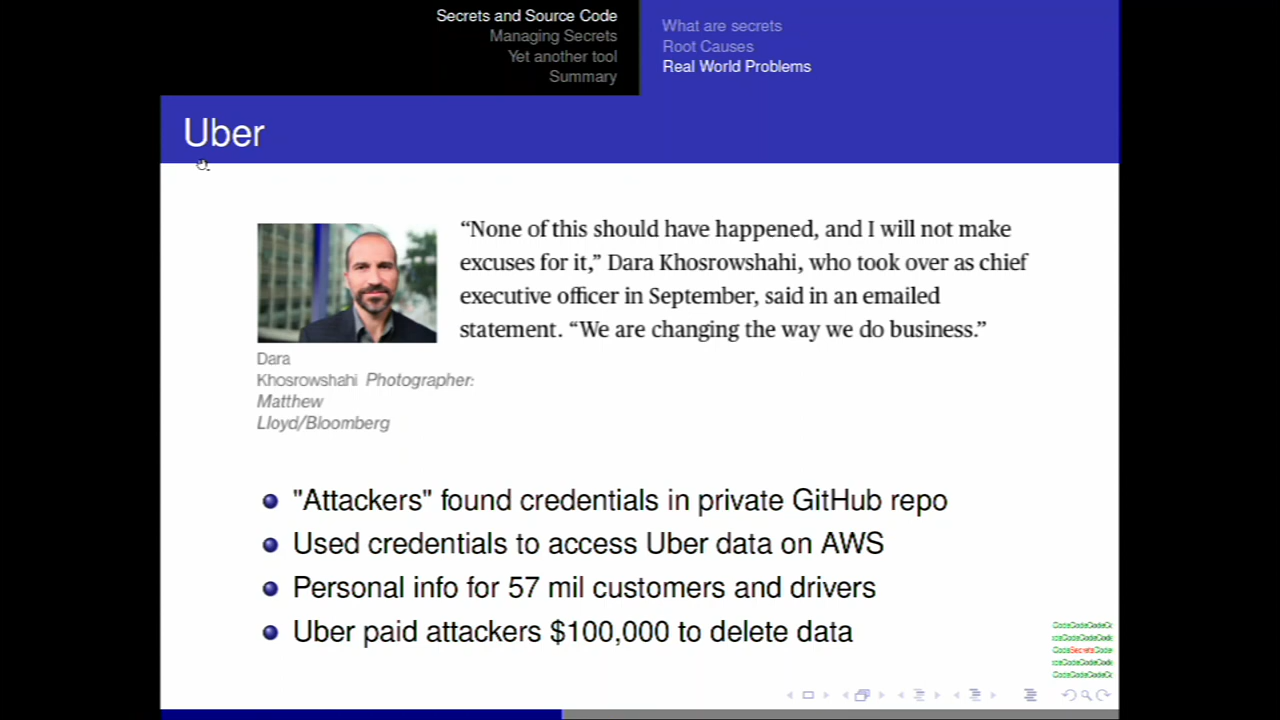 Secrets and Source Code
Managing Secrets
Yet another tool
Summary
What are secrets
Root Causes
Real World Problems
Uber
“None of this should have happened, and I will not make
excuses for it,” Dara Khosrowshahi, who took over as chief
executive officer in September, said in an emailed
statement. “We are changing the way we do business.”
Dara
Khosrowshahi Photographer:
Matthew
Lloyd/Bloomberg
"Attackers" found credentials in private GitHub repo
Used credentials to access Uber data on AWS
Personal info for 57 mil customers and drivers
Uber paid attackers $100,000 to delete data